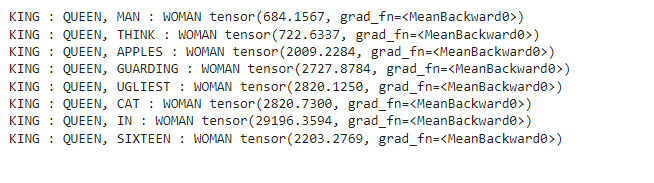 KING : QUEEN, MAN : WOMAN tensor(684.1567, grad_fn=<MeanBackward0>)
KING : QUEEN, THINK : WOMAN tensor(722.6337, grad_fn=<MeanBackward0>)
KING : QUEEN, APPLES : WOMAN tensor(2009.2284, grad_fn=<MeanBackward0>)
KING : QUEEN, GUARDING : WOMAN tensor(2727.8784, grad_fn=<MeanBackward0>)
KING : QUEEN, UGLIEST : WOMAN tensor(2820.1250, grad_fn=<MeanBackward0>)
KING : QUEEN, CAT : WOMAN tensor(2820.7300, grad_fn=<MeanBackward0>)
KING : QUEEN, IN : WOMAN tensor(29196.3594, grad_fn=<MeanBackward0>)
KING : QUEEN, SIXTEEN : WOMAN tensor(2203.2769, grad_fn=<MeanBackward0>)